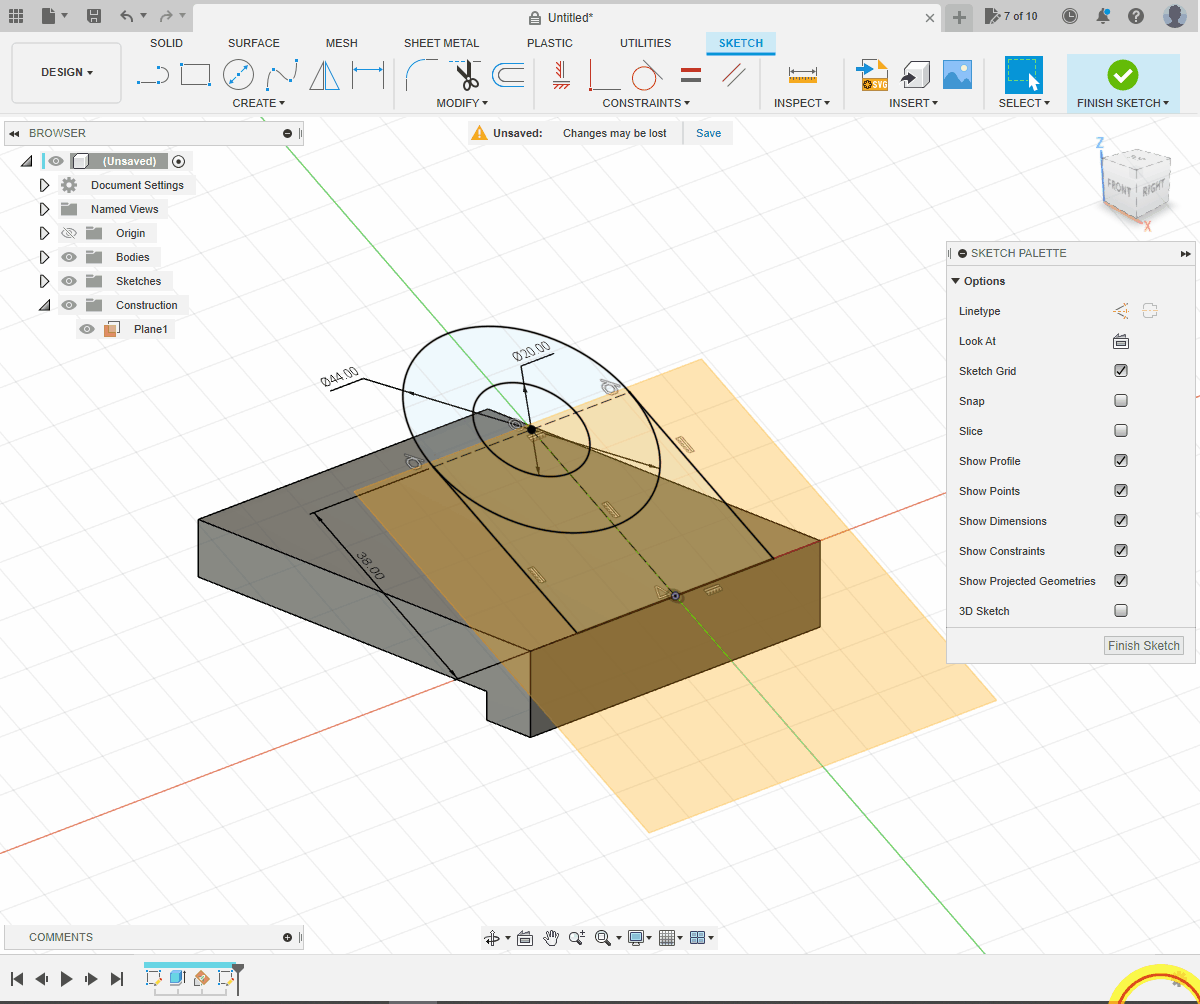 Untitled*
7 of 10
SOLID SURFACE MESH SHEET METAL PLASTIC UTILITIES SKETCH
DESIGN
CREATE MODIFY CONSTRAINTS INSPECT INSERT SELECT FINISH SKETCH
SVG
BROWSER
Unsaved: Changes may be lost Save
(Unsaved)
Document Settings
Named Views
Origin
Bodies
Sketches
Construction
Plane1
Z
FRONT RIGHT
X
SKETCH PALETTE
Options
Linetype
Look At
Sketch Grid
Snap
Slice
Show Profile
Show Points
Show Dimensions
Show Constraints
Show Projected Geometries
3D Sketch
Finish Sketch
Ø44.00
Ø20.00
38.00
COMMENTS